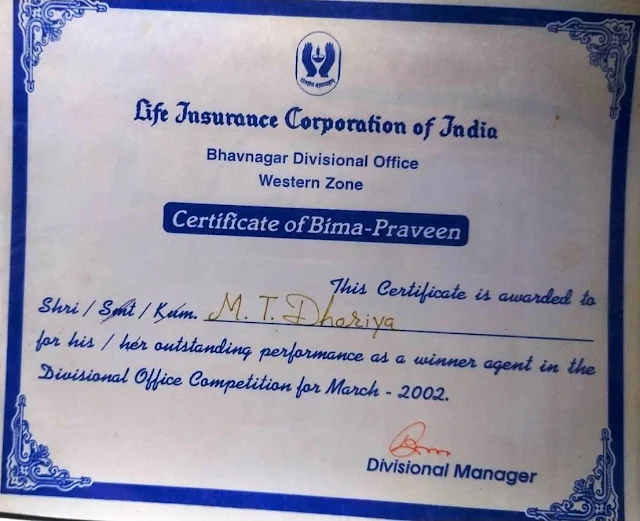 Life Insurance Corporation of India
Bhavnagar Divisional Office
Western Zone
Certificate of Bima-Praveen
This Certificate is awarded to
Shri / Smt / Kum. M. T. Dhoriya
for his / her outstanding performance as a winner agent in the
Divisional Office Competition for March - 2002.
Divisional Manager